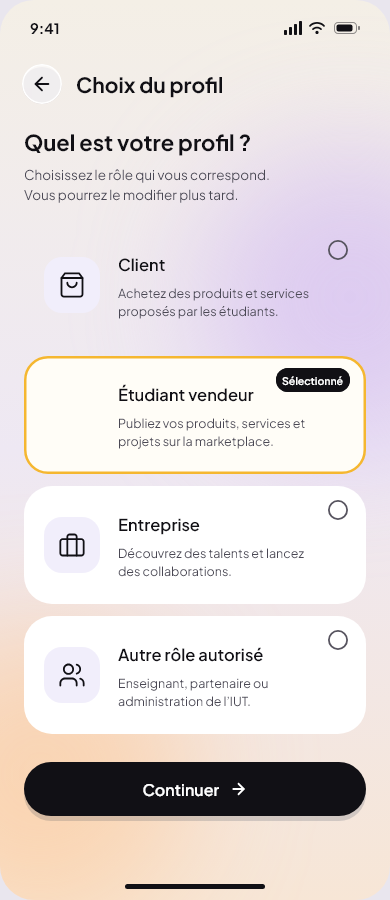 9:41
Choix du profil
Quel est votre profil ?
Choisissez le rôle qui vous correspond.
Vous pourrez le modifier plus tard.
Client
Achetez des produits et services
proposés par les étudiants.
Sélectionné
Étudiant vendeur
Publiez vos produits, services et
projets sur la marketplace.
Entreprise
Découvrez des talents et lancez
des collaborations.
Autre rôle autorisé
Enseignant, partenaire ou
administration de l'IUT.
Continuer